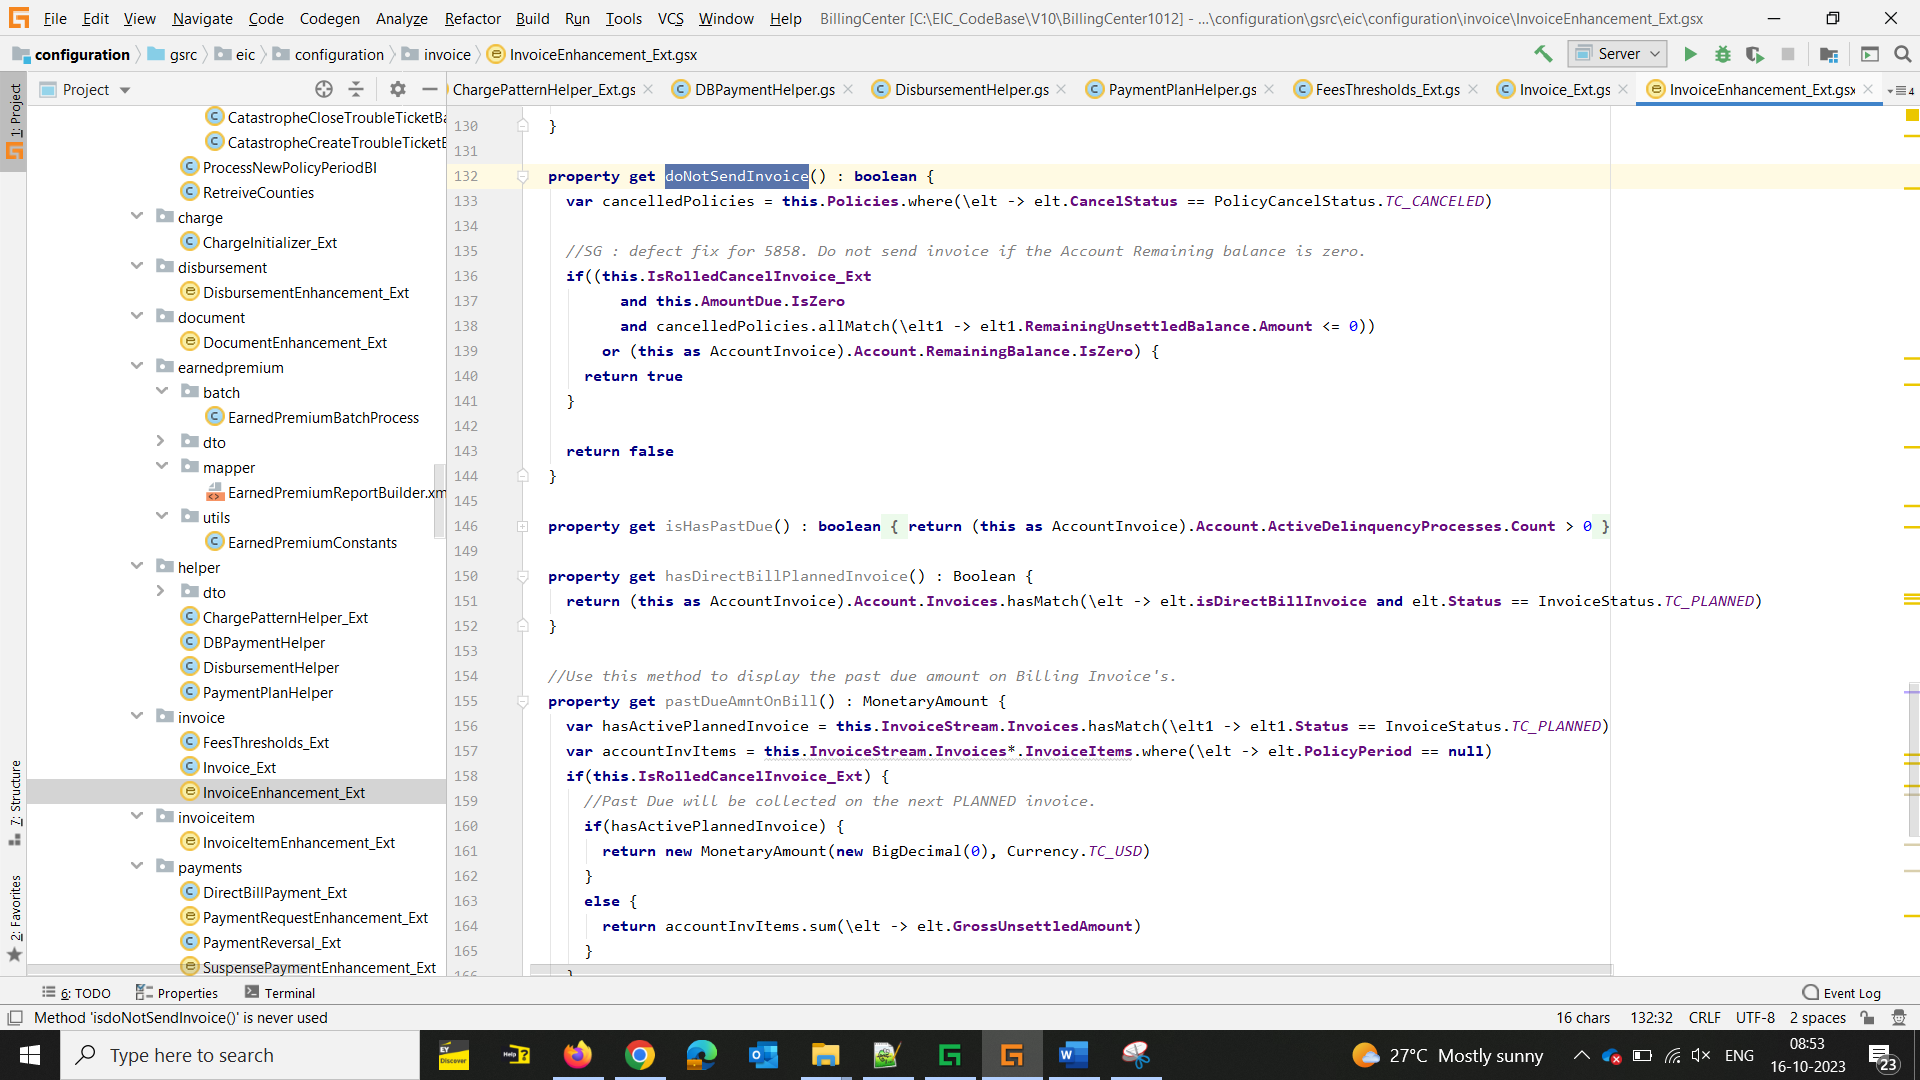 File Edit View Navigate Code Codegen Analyze Refactor Build Run Tools VCS Window Help BillingCenter [C:\EIC_CodeBase\V10\BillingCenter1012] - ...\configuration\gsrc\eic\configuration\invoice\InvoiceEnhancement_Ext.gsx
configuration gsrc eic configuration invoice InvoiceEnhancement_Ext.gsx Server
Project
ChargePatternHelper_Ext.gs DBPaymentHelper.gs DisbursementHelper.gs PaymentPlanHelper.gs FeesThresholds_Ext.gs Invoice_Ext.gs InvoiceEnhancement_Ext.gsx 4
1: Project
7: Structure
2: Favorites
CatastropheCloseTroubleTicketBa
CatastropheCreateTroubleTicketB
ProcessNewPolicyPeriodBI
RetreiveCounties
charge
ChargeInitializer_Ext
disbursement
DisbursementEnhancement_Ext
document
DocumentEnhancement_Ext
earnedpremium
batch
EarnedPremiumBatchProcess
dto
mapper
EarnedPremiumReportBuilder.xm
utils
EarnedPremiumConstants
helper
dto
ChargePatternHelper_Ext
DBPaymentHelper
DisbursementHelper
PaymentPlanHelper
invoice
FeesThresholds_Ext
Invoice_Ext
InvoiceEnhancement_Ext
invoiceitem
InvoiceItemEnhancement_Ext
payments
DirectBillPayment_Ext
PaymentRequestEnhancement_Ext
PaymentReversal_Ext
SuspensePaymentEnhancement_Ext
130 }
131
132 property get doNotSendInvoice() : boolean {
133 var cancelledPolicies = this.Policies.where(\elt -> elt.CancelStatus == PolicyCancelStatus.TC_CANCELED)
134
135 //SG : defect fix for 5858. Do not send invoice if the Account Remaining balance is zero.
136 if((this.IsRolledCancelInvoice_Ext
137 and this.AmountDue.IsZero
138 and cancelledPolicies.allMatch(\elt1 -> elt1.RemainingUnsettledBalance.Amount <= 0))
139 or (this as AccountInvoice).Account.RemainingBalance.IsZero) {
140 return true
141 }
142
143 return false
144 }
145
146 property get isHasPastDue() : boolean { return (this as AccountInvoice).Account.ActiveDelinquencyProcesses.Count > 0 }
149
150 property get hasDirectBillPlannedInvoice() : Boolean {
151 return (this as AccountInvoice).Account.Invoices.hasMatch(\elt -> elt.isDirectBillInvoice and elt.Status == InvoiceStatus.TC_PLANNED)
152 }
153
154 //Use this method to display the past due amount on Billing Invoice's.
155 property get pastDueAmntOnBill() : MonetaryAmount {
156 var hasActivePlannedInvoice = this.InvoiceStream.Invoices.hasMatch(\elt1 -> elt1.Status == InvoiceStatus.TC_PLANNED)
157 var accountInvItems = this.InvoiceStream.Invoices*.InvoiceItems.where(\elt -> elt.PolicyPeriod == null)
158 if(this.IsRolledCancelInvoice_Ext) {
159 //Past Due will be collected on the next PLANNED invoice.
160 if(hasActivePlannedInvoice) {
161 return new MonetaryAmount(new BigDecimal(0), Currency.TC_USD)
162 }
163 else {
164 return accountInvItems.sum(\elt -> elt.GrossUnsettledAmount)
165 }
166 }
6: TODO Properties Terminal Event Log
Method 'isdoNotSendInvoice()' is never used 16 chars 132:32 CRLF UTF-8 2 spaces
Type here to search EY Discover Help ? 27°C Mostly sunny ENG 08:53
16-10-2023 23